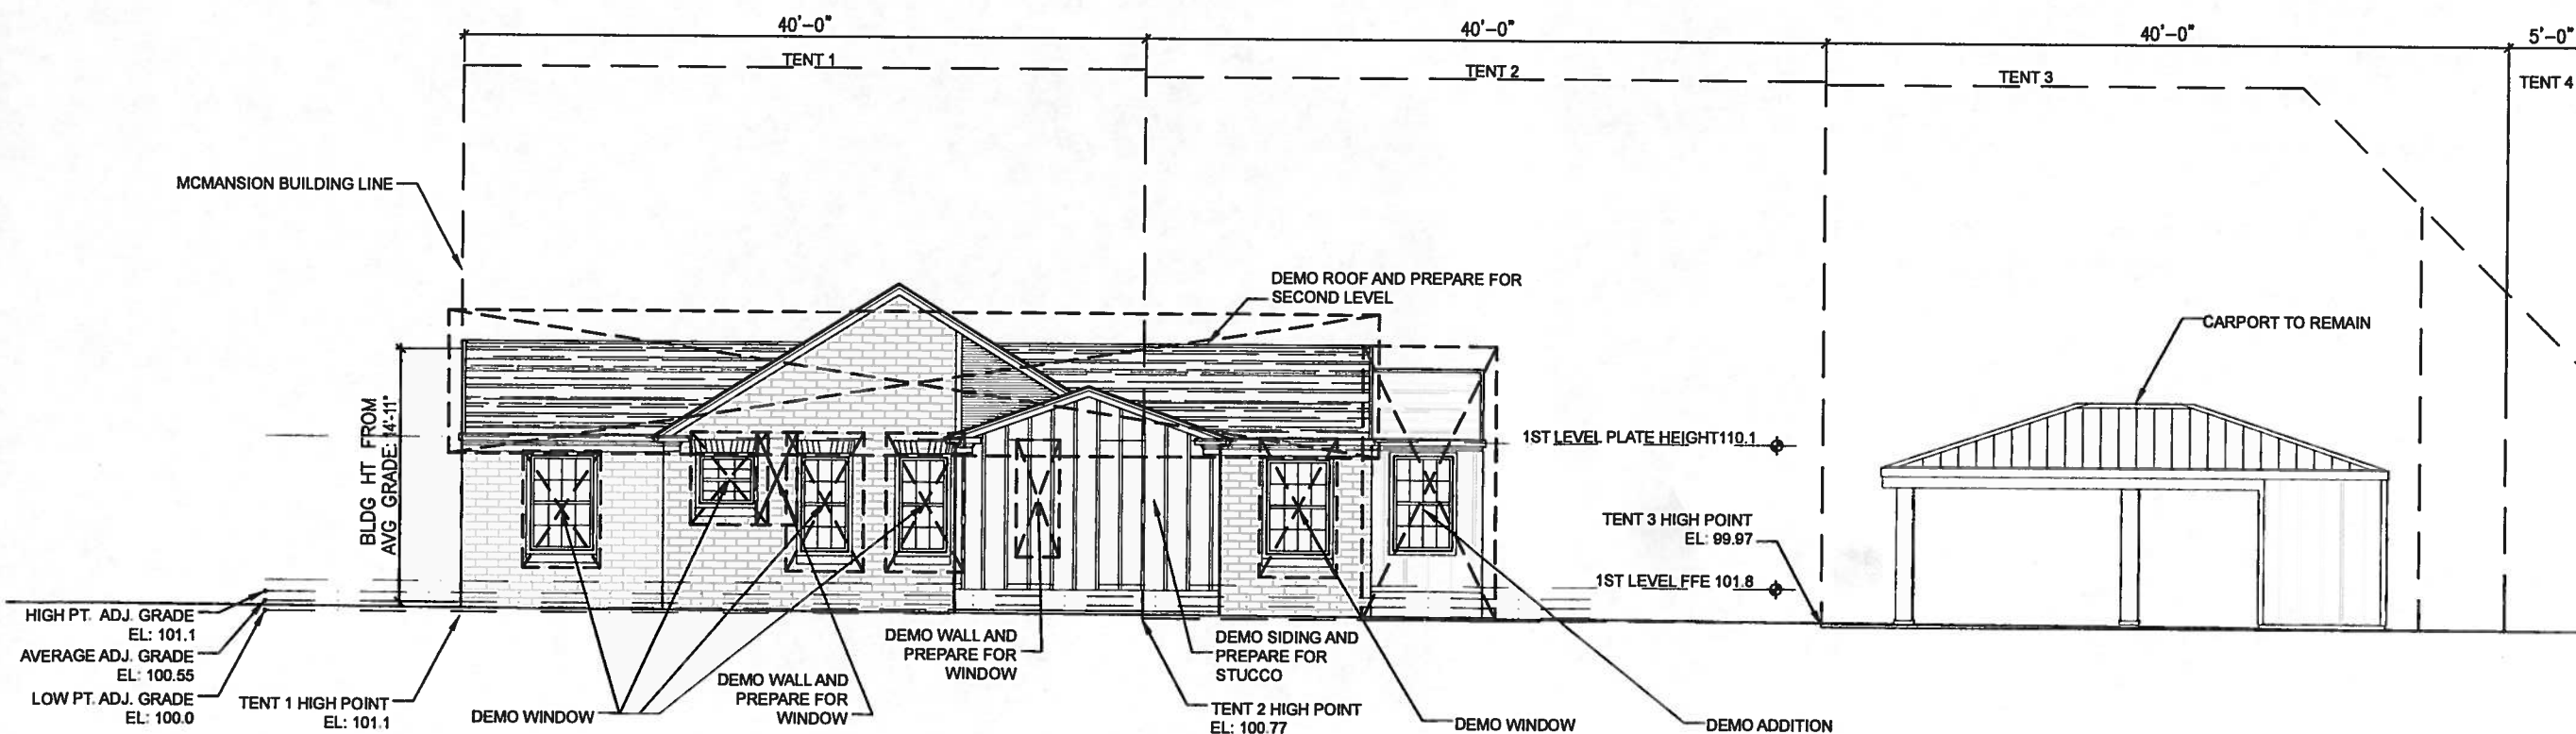 40'-0"
40'-0"
40'-0"
5'-0"
TENT 1
TENT 2
TENT 3
TENT 4
MCMANSION BUILDING LINE
DEMO ROOF AND PREPARE FOR
SECOND LEVEL
CARPORT TO REMAIN
BLDG HT FROM
AVG GRADE: 14'-11"
1ST LEVEL PLATE HEIGHT110.1
TENT 3 HIGH POINT
EL: 99.97
1ST LEVEL FFE 101.8
HIGH PT. ADJ. GRADE
EL: 101.1
AVERAGE ADJ. GRADE
EL: 100.55
LOW PT. ADJ. GRADE
EL: 100.0
TENT 1 HIGH POINT
EL: 101.1
DEMO WINDOW
DEMO WALL AND
PREPARE FOR
WINDOW
DEMO WALL AND
PREPARE FOR
WINDOW
DEMO SIDING AND
PREPARE FOR
STUCCO
TENT 2 HIGH POINT
EL: 100.77
DEMO WINDOW
DEMO ADDITION